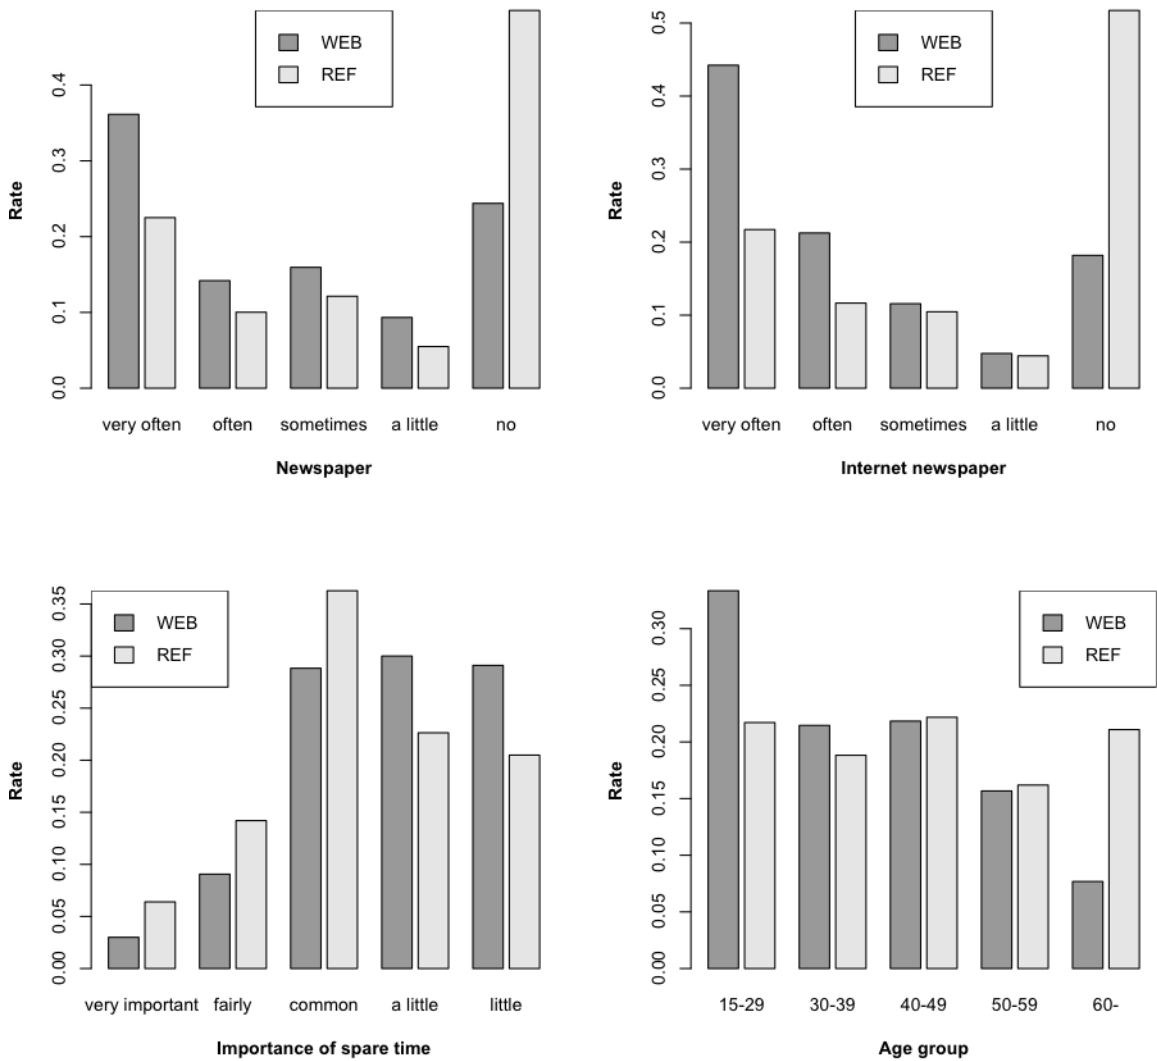 WEB
REF
Rate
0.0 0.1 0.2 0.3 0.4
very often often sometimes a little no
Newspaper
WEB
REF
Rate
0.0 0.1 0.2 0.3 0.4 0.5
very often often sometimes a little no
Internet newspaper
WEB
REF
Rate
0.00 0.05 0.10 0.15 0.20 0.25 0.30 0.35
very important fairly common a little little
Importance of spare time
WEB
REF
Rate
0.00 0.05 0.10 0.15 0.20 0.25 0.30
15-29 30-39 40-49 50-59 60-
Age group